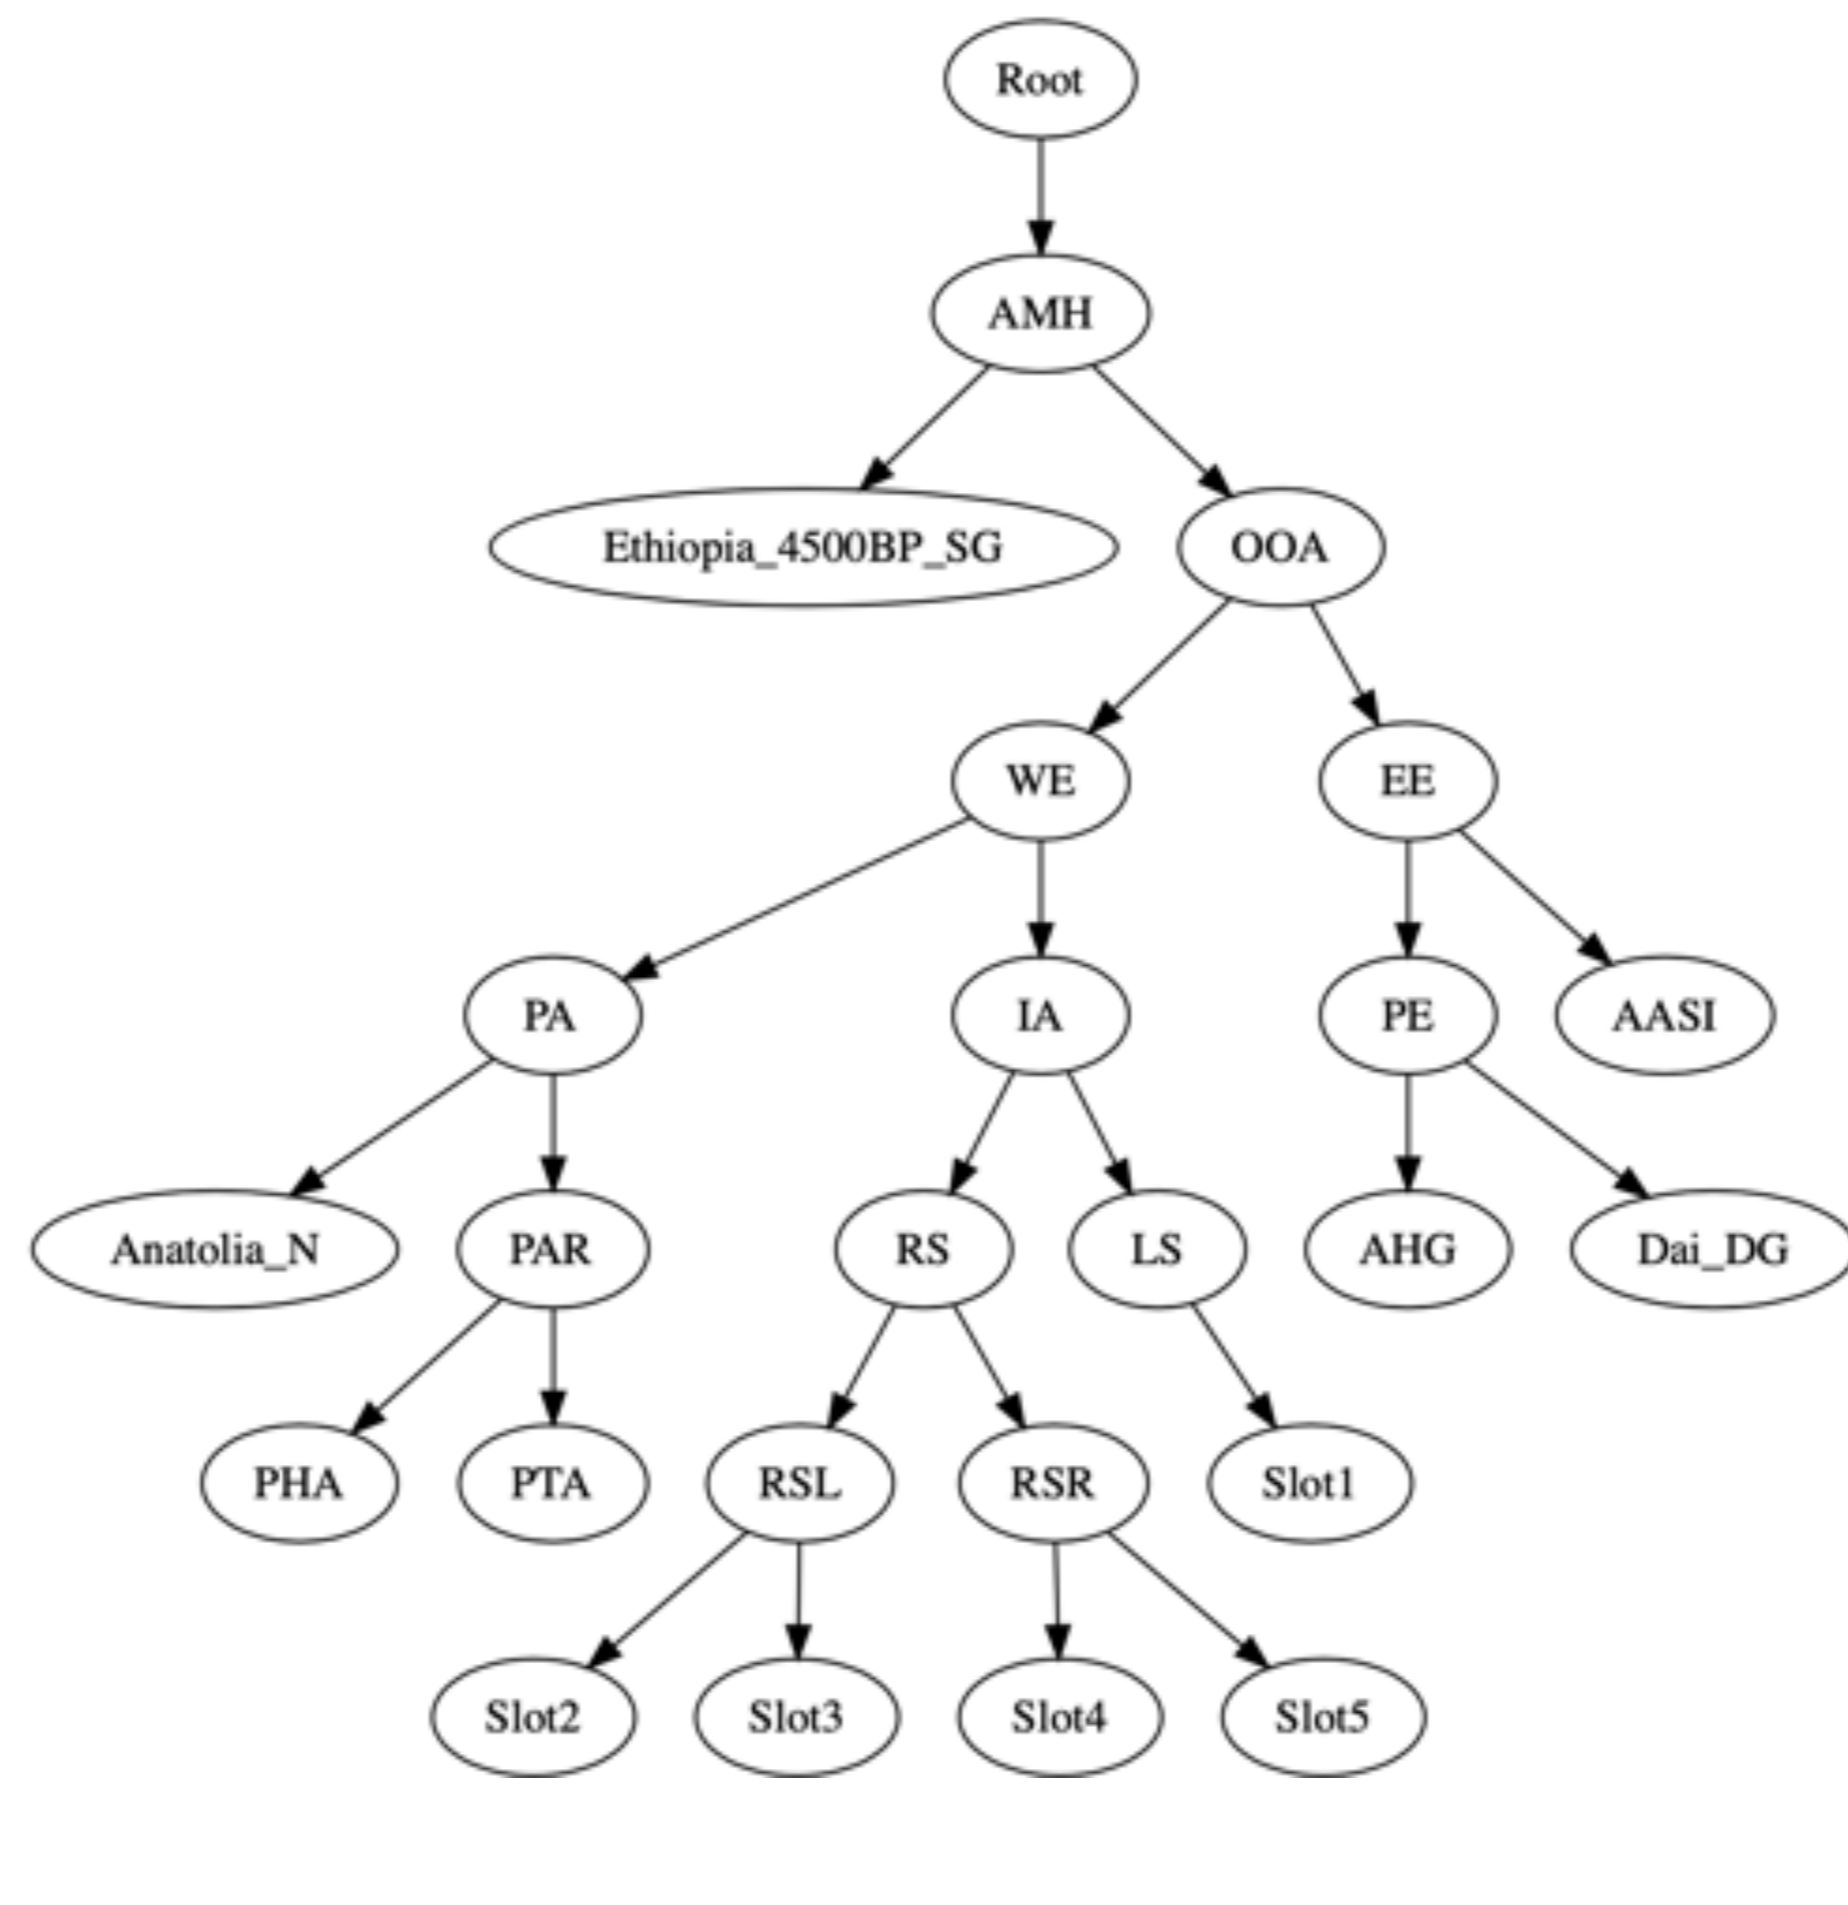 Root
AMH
Ethiopia_4500BP_SG
OOA
WE
EE
PA
IA
PE
AASI
Anatolia_N
PAR
RS
LS
AHG
Dai_DG
PHA
PTA
RSL
RSR
Slot1
Slot2
Slot3
Slot4
Slot5